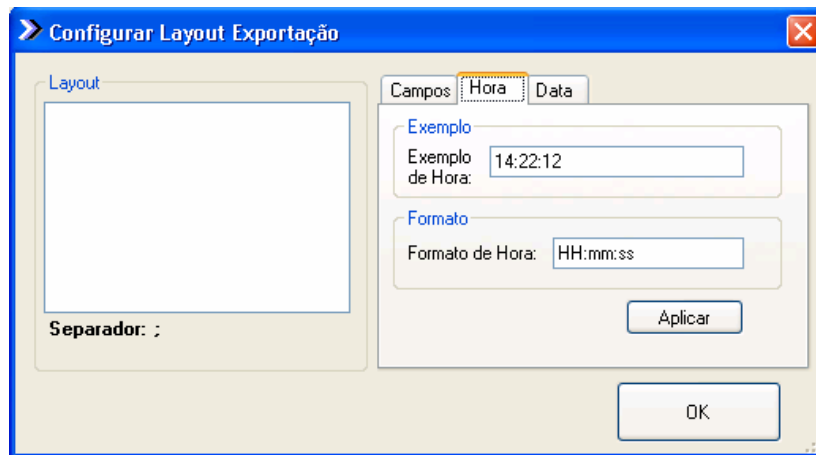 Configurar Layout Exportação
Layout
Separador: ;
Campos
Hora
Data
Exemplo
Exemplo
de Hora:
14:22:12
Formato
Formato de Hora:
HH:mm:ss
Aplicar
OK